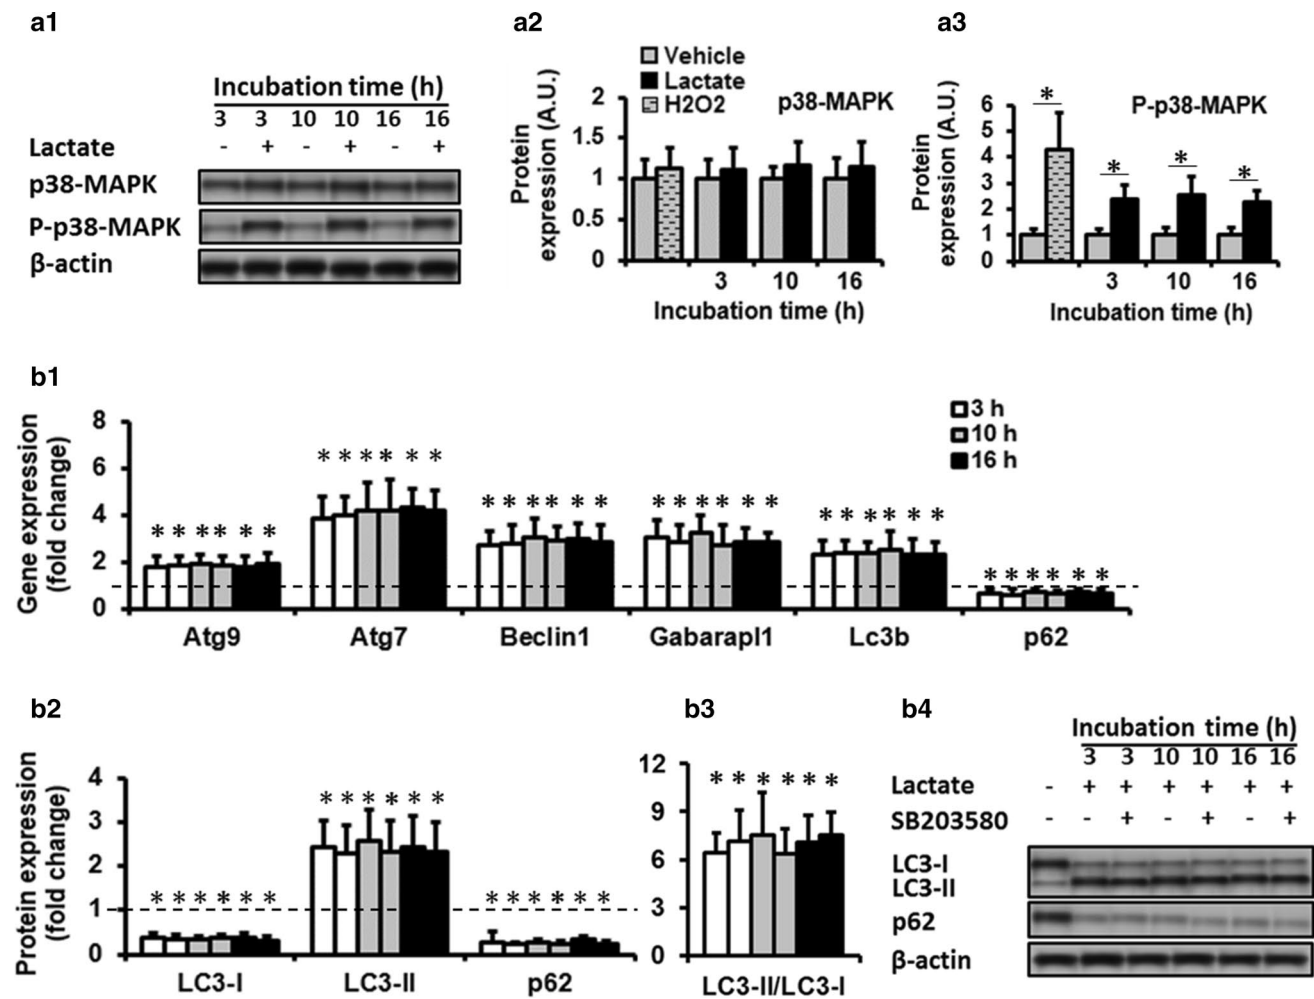 a1
Incubation time (h)
3 3 10 10 16 16
Lactate - + - + - +
p38-MAPK
P-p38-MAPK
β-actin
a2
Vehicle
Lactate
H2O2
p38-MAPK
Protein
expression (A.U.)
2
1.5
1
0.5
0
3 10 16
Incubation time (h)
a3
P-p38-MAPK
Protein
expression (A.U.)
6
5
4
3
2
1
0
* * * *
3 10 16
Incubation time (h)
b1
Gene expression
(fold change)
8
6
4
2
0
3 h
10 h
16 h
* * * * * *
* * * * * *
* * * * * *
* * * * * *
* * * * * *
* * * * * *
Atg9 Atg7 Beclin1 Gabarapl1 Lc3b p62
b2
Protein expression
(fold change)
4
3
2
1
0
* * * * * *
* * * * * *
* * * * * *
LC3-I LC3-II p62
b3
12
9
6
3
0
* * * * * *
LC3-II/LC3-I
b4
Incubation time (h)
3 3 10 10 16 16
Lactate - + + + + + +
SB203580 - - + - + - +
LC3-I
LC3-II
p62
β-actin